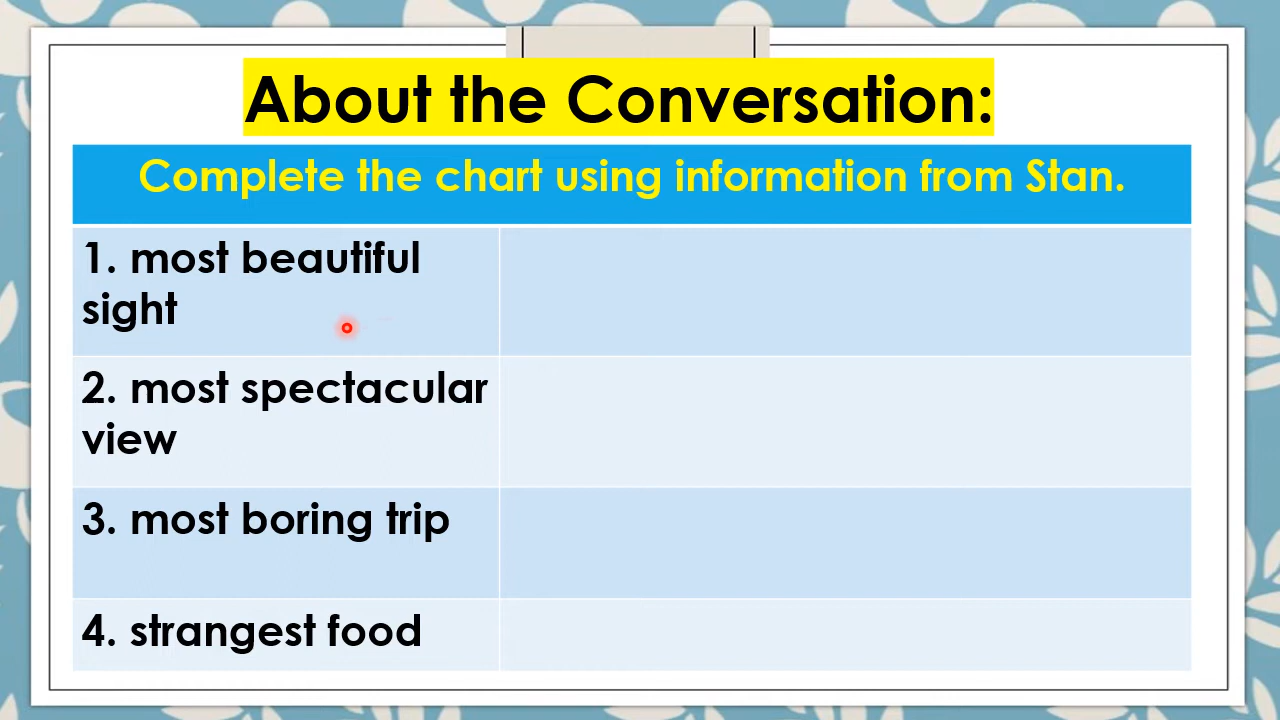 About the Conversation:
Complete the chart using information from Stan.
1. most beautiful
sight
2. most spectacular
view
3. most boring trip
4. strangest food